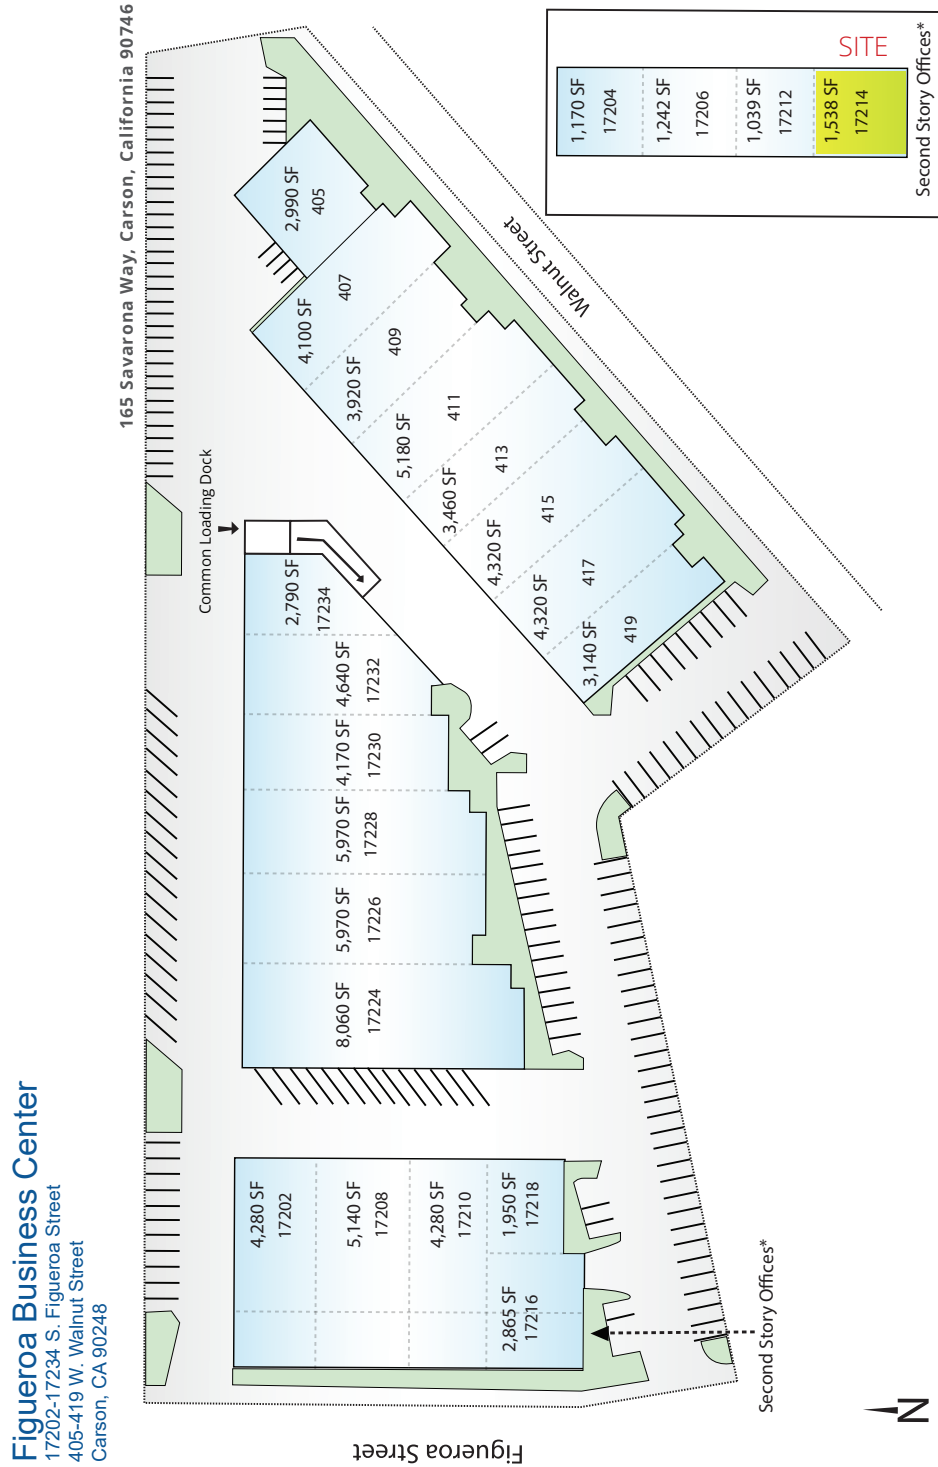 Figueroa Business Center
17202-17234 S. Figueroa Street
405-419 W. Walnut Street
Carson, CA 90248
165 Savarona Way, Carson, California 90746
Common Loading Dock
4,280 SF
17202
5,140 SF
17208
4,280 SF
17210
1,950 SF
17218
2,865 SF
17216
8,060 SF
17224
5,970 SF
17226
5,970 SF
17228
4,170 SF
17230
4,640 SF
17232
2,790 SF
17234
2,990 SF
405
4,100 SF
407
3,920 SF
409
5,180 SF
411
3,460 SF
413
4,320 SF
415
4,320 SF
417
3,140 SF
419
Walnut Street
Figueroa Street
Second Story Offices*
N
SITE
1,170 SF
17204
1,242 SF
17206
1,039 SF
17212
1,538 SF
17214
Second Story Offices*